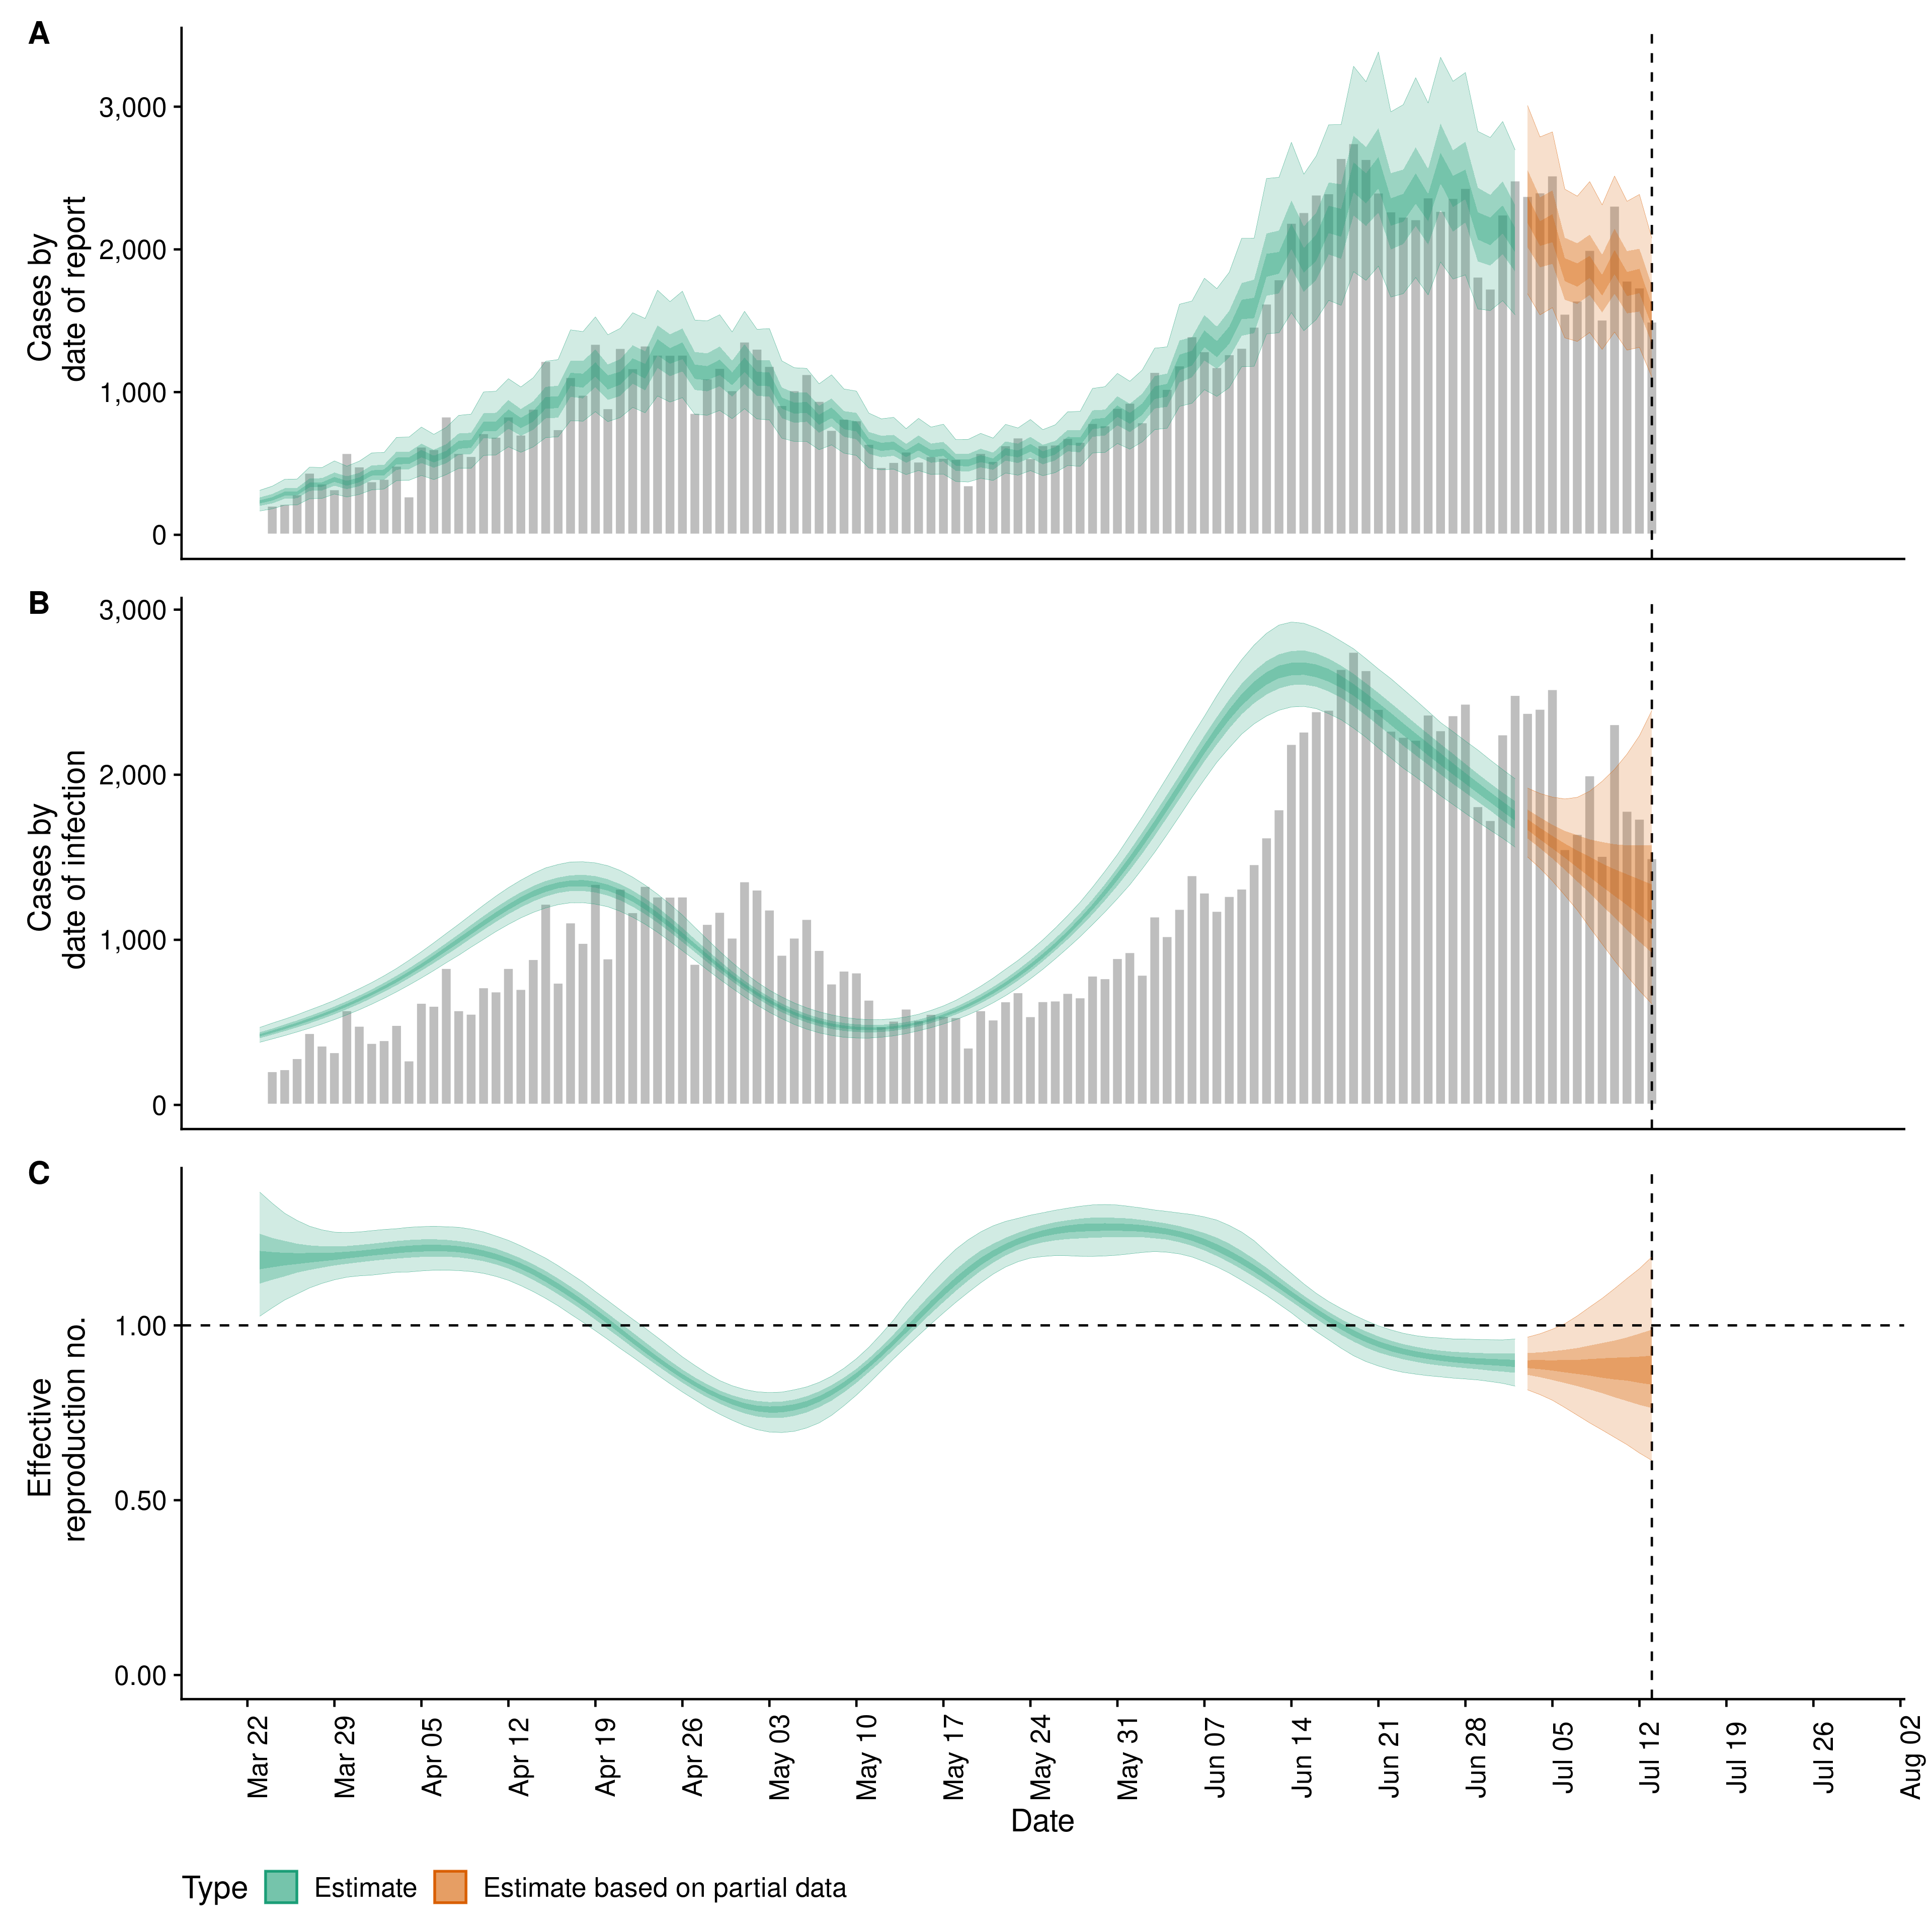 A
Cases by
date of report
3,000
2,000
1,000
0
B
Cases by
date of infection
3,000
2,000
1,000
0
C
Effective
reproduction no.
1.00
0.50
0.00
Mar 22
Mar 29
Apr 05
Apr 12
Apr 19
Apr 26
May 03
May 10
May 17
May 24
May 31
Jun 07
Jun 14
Jun 21
Jun 28
Jul 05
Jul 12
Jul 19
Jul 26
Aug 02
Date
Type Estimate Estimate based on partial data